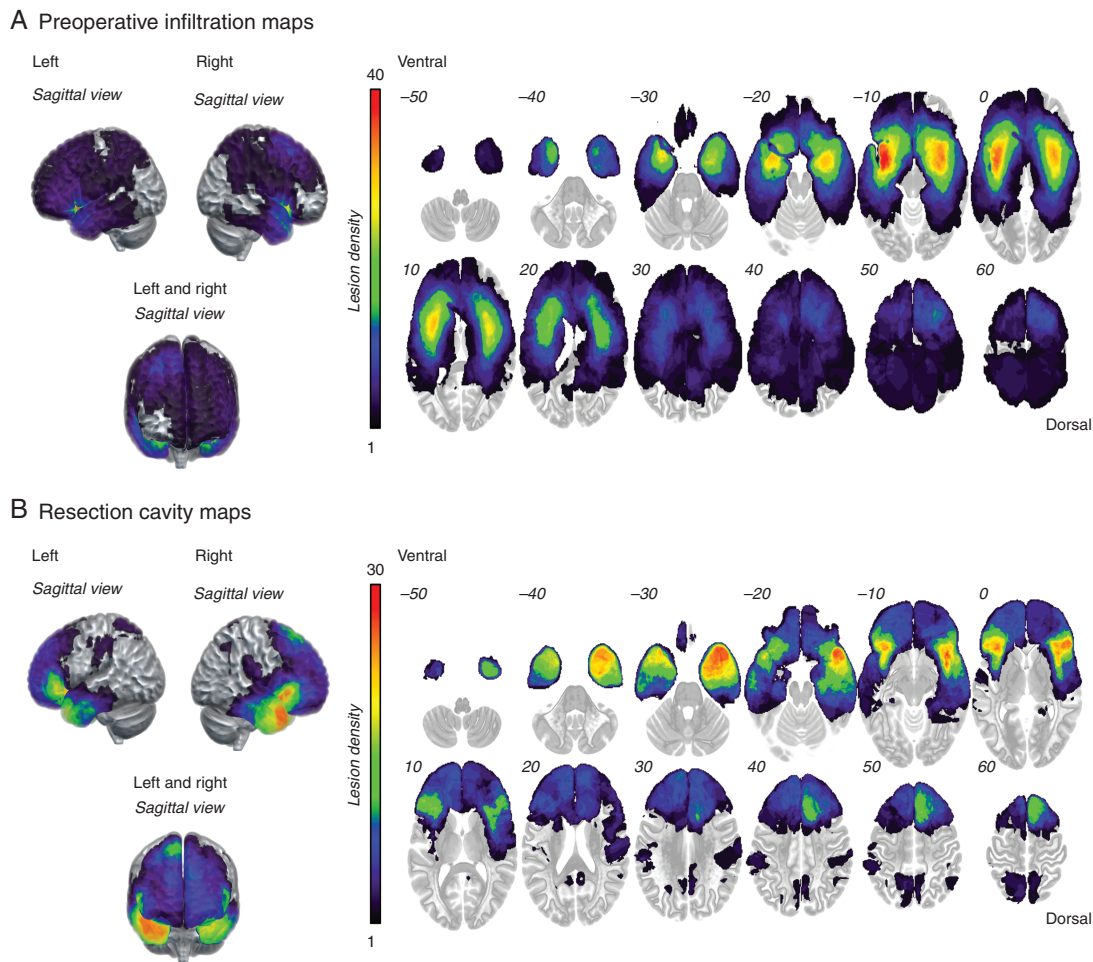 A Preoperative infiltration maps
Left Right
Sagittal view Sagittal view
Left and right
Sagittal view
40
Lesion density
1
Ventral
–50 –40 –30 –20 –10 0
10 20 30 40 50 60
Dorsal
B Resection cavity maps
Left Right
Sagittal view Sagittal view
Left and right
Sagittal view
30
Lesion density
1
Ventral
–50 –40 –30 –20 –10 0
10 20 30 40 50 60
Dorsal